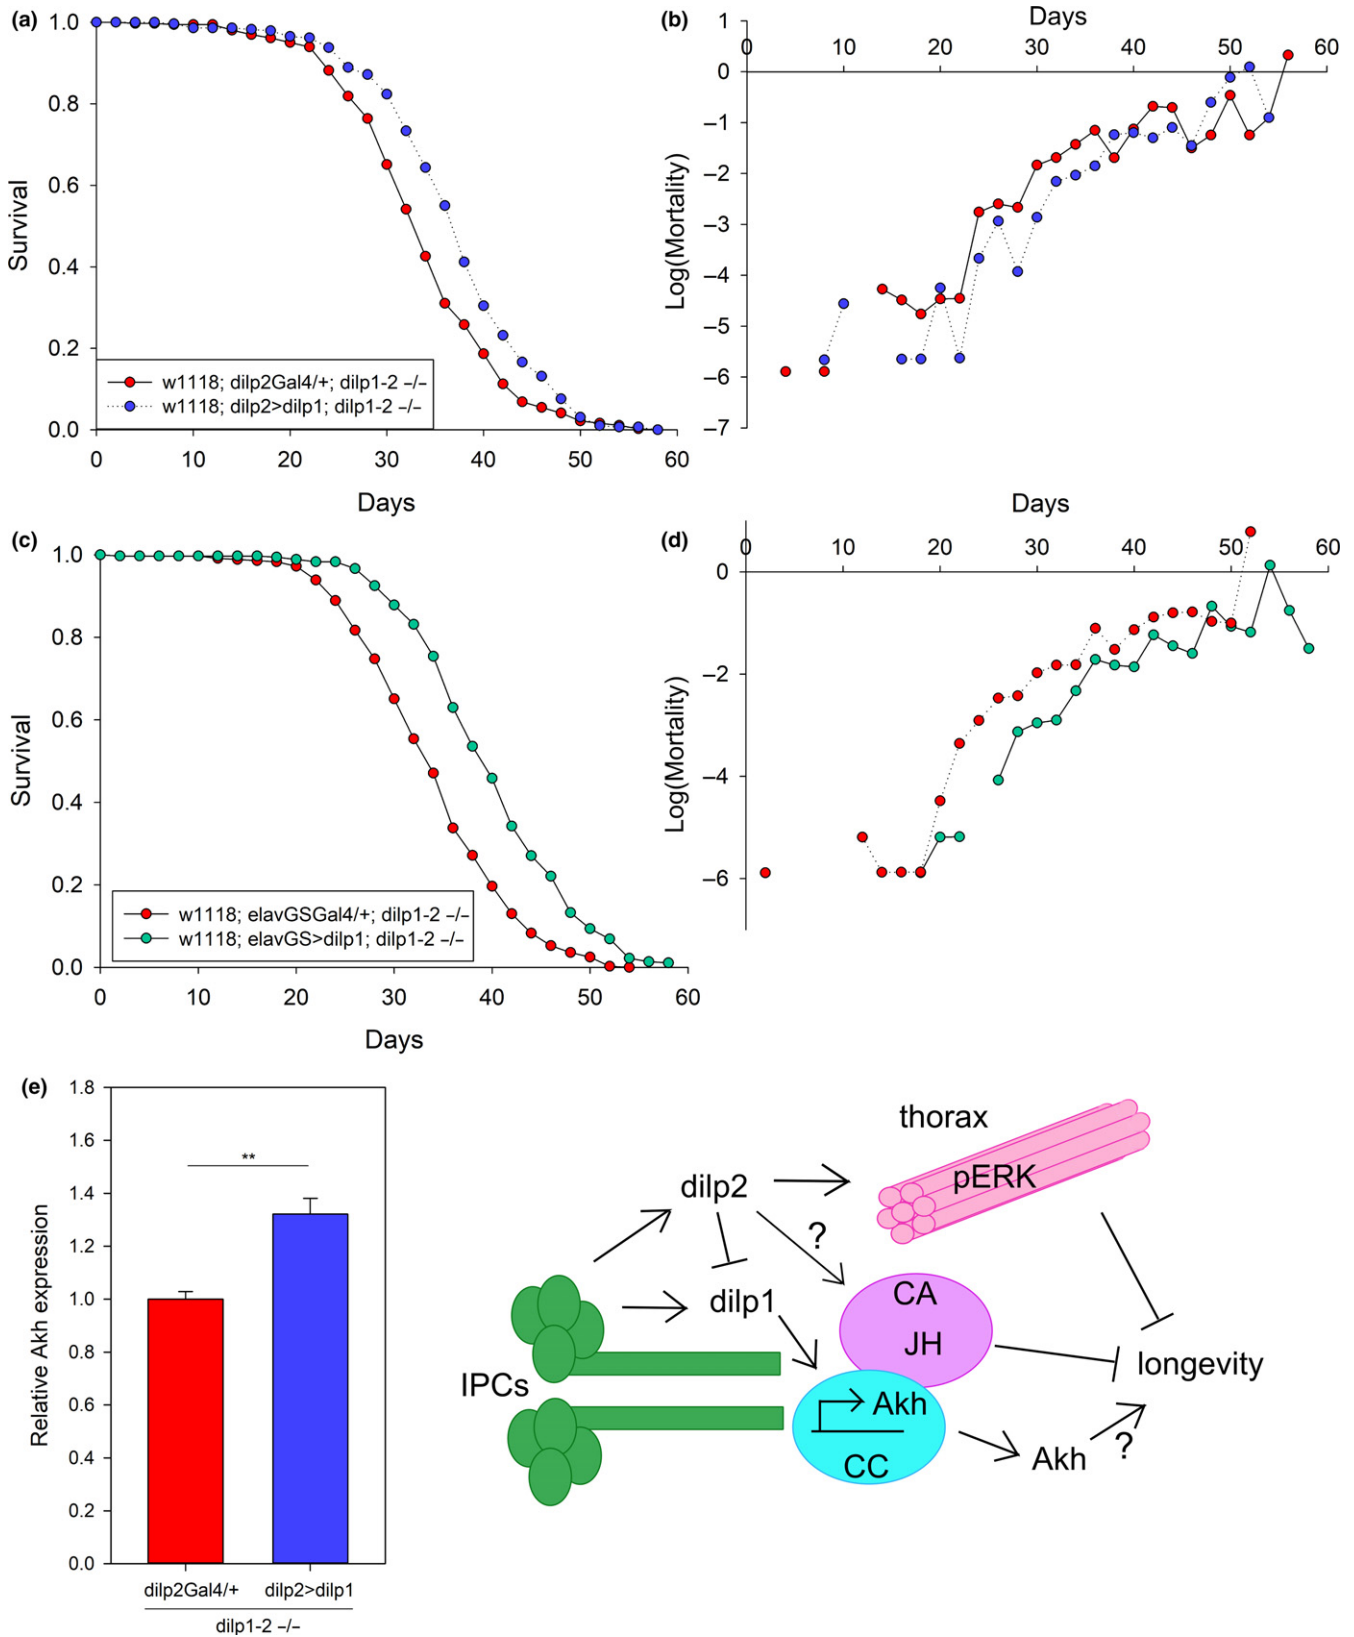 (a)
1.0
0.8
0.6
0.4
0.2
0.0
Survival
w1118; dilp2Gal4/+; dilp1-2 –/–
w1118; dilp2>dilp1; dilp1-2 –/–
0 10 20 30 40 50 60
Days
(b)
Days
0 10 20 30 40 50 60
1
0
–1
–2
–3
–4
–5
–6
–7
Log(Mortality)
(c)
1.0
0.8
0.6
0.4
0.2
0.0
Survival
w1118; elavGSGal4/+; dilp1-2 –/–
w1118; elavGS>dilp1; dilp1-2 –/–
0 10 20 30 40 50 60
Days
(d)
Days
0 10 20 30 40 50 60
0
–2
–4
–6
Log(Mortality)
(e)
1.8
1.6
1.4
1.2
1.0
0.8
0.6
0.4
0.2
0.0
Relative Akh expression
**
dilp2Gal4/+ dilp2>dilp1
dilp1-2 –/–
thorax
pERK
dilp2
?
dilp1
CA
JH
IPCs
longevity
Akh
CC
Akh
?